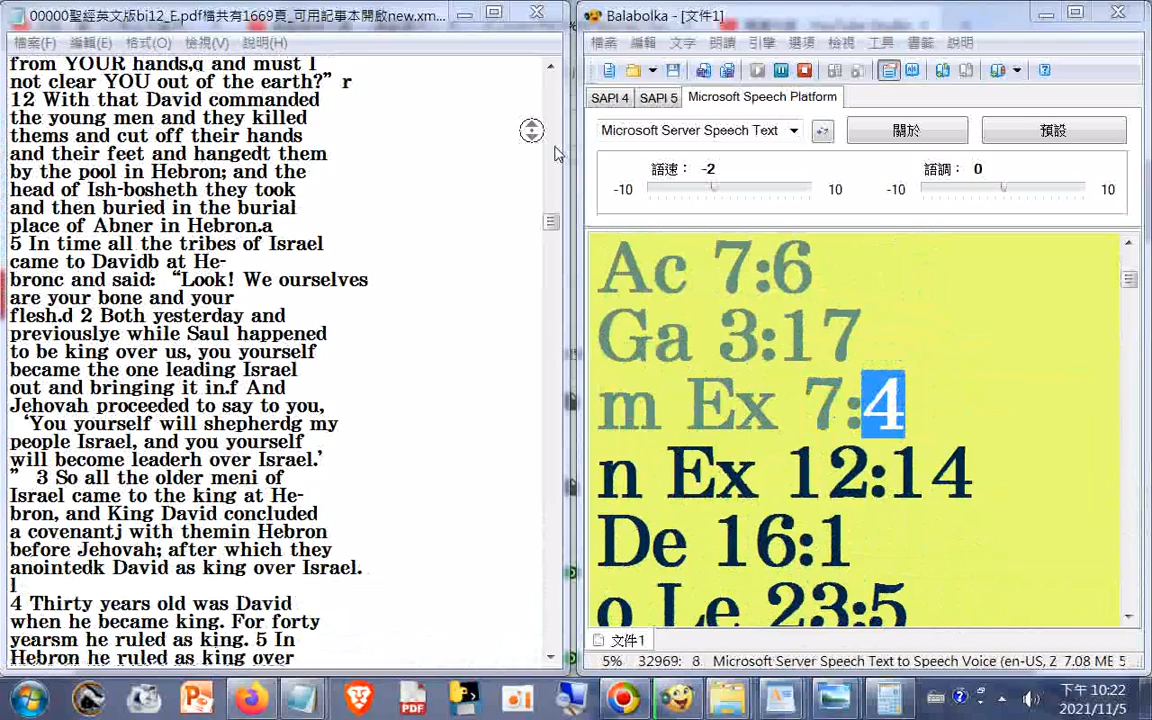 00000聖經英文版bi12_E.pdf檔共有1669頁_可用記事本開啟new.xm...
檔案(F) 編輯(E) 格式(O) 檢視(V) 說明(H)
from YOUR hands,q and must I
not clear YOU out of the earth?” r
12 With that David commanded
the young men and they killed
thems and cut off their hands
and their feet and hangedt them
by the pool in Hebron; and the
head of Ish-bosheth they took
and then buried in the burial
place of Abner in Hebron.a
5 In time all the tribes of Israel
came to Davidb at He-
bronc and said: “Look! We ourselves
are your bone and your
flesh.d 2 Both yesterday and
previouslye while Saul happened
to be king over us, you yourself
became the one leading Israel
out and bringing it in.f And
Jehovah proceeded to say to you,
‘You yourself will shepherdg my
people Israel, and you yourself
will become leaderh over Israel.’
” 3 So all the older meni of
Israel came to the king at He-
bron, and King David concluded
a covenantj with themin Hebron
before Jehovah; after which they
anointedk David as king over Israel.
l
4 Thirty years old was David
when he became king. For forty
yearsm he ruled as king. 5 In
Hebron he ruled as king over
Balabolka - [文件1]
檔案 編輯 文字 朗讀 引擎 選項 檢視 工具 書籤 說明
SAPI 4 SAPI 5 Microsoft Speech Platform
Microsoft Server Speech Text 關於 預設
語速： -2 語調： 0
-10 10 -10 10
Ac 7:6
Ga 3:17
m Ex 7:4
n Ex 12:14
De 16:1
o Le 23:5
文件1
5% 32969: 8 Microsoft Server Speech Text to Speech Voice (en-US, Z 7.08 MB 5
下午 10:22
2021/11/5